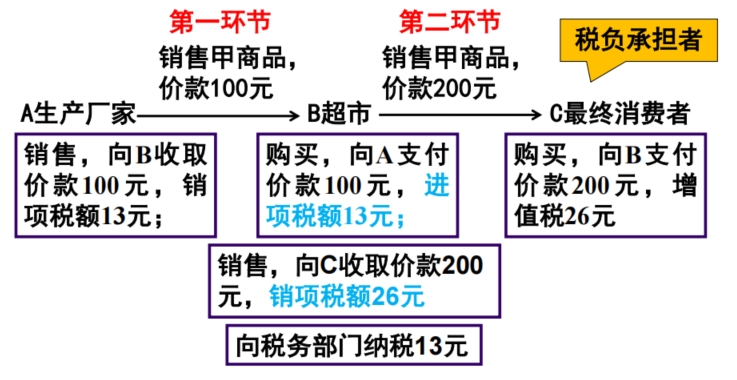 第一环节
第二环节
销售甲商品，
价款100元
销售甲商品，
价款200元
税负承担者
A生产厂家
B超市
C最终消费者
销售，向B收取
价款100元，销
项税额13元；
购买，向A支付
价款100元，进
项税额13元；
购买，向B支付
价款200元，增
值税26元
销售，向C收取价款200
元，销项税额26元
向税务部门纳税13元